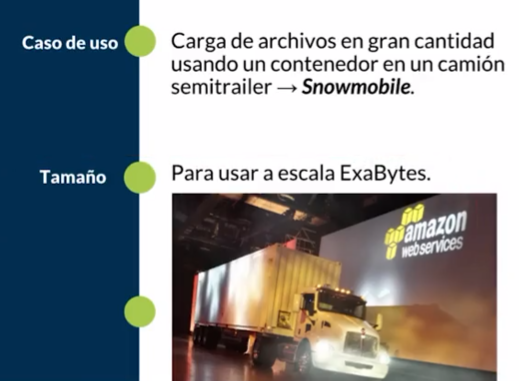 Caso de uso
Carga de archivos en gran cantidad
usando un contenedor en un camión
semitrailer → Snowmobile.
Tamaño
Para usar a escala ExaBytes.
amazon
webservices